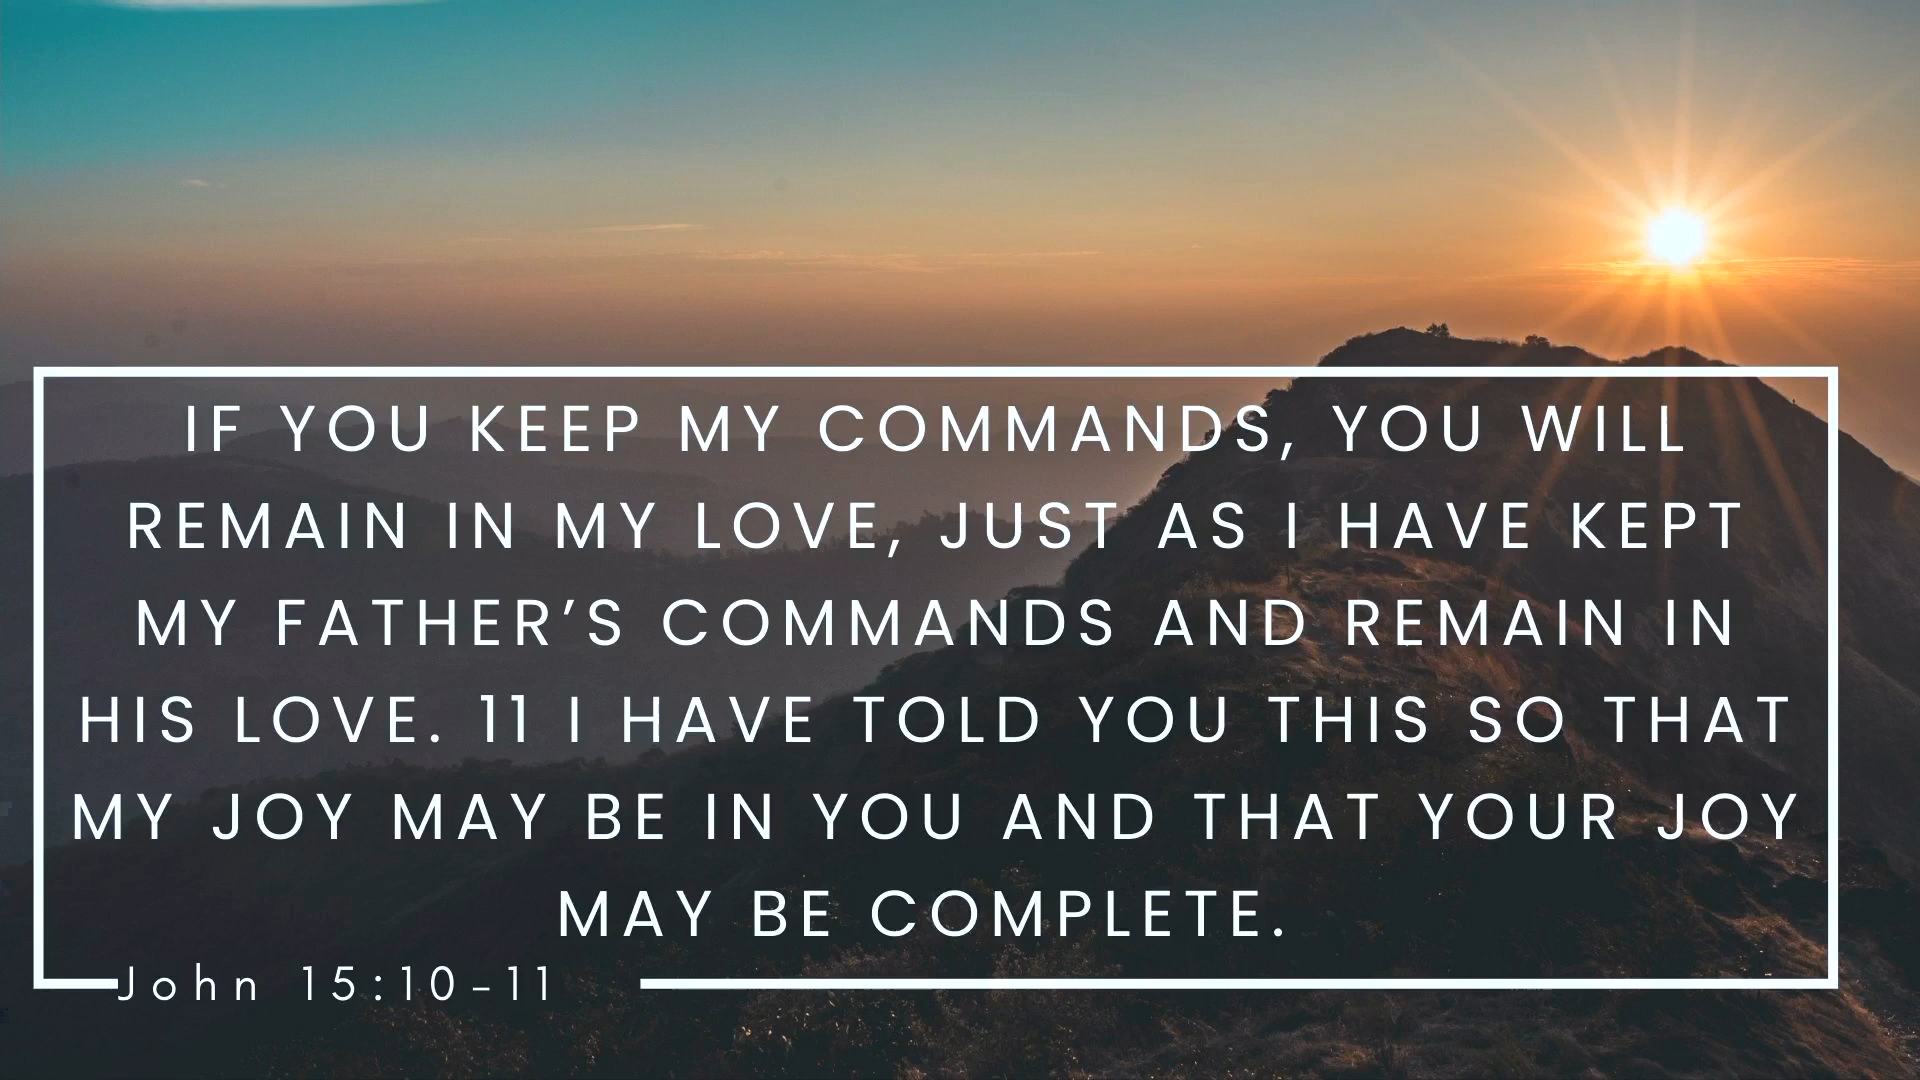 IF YOU KEEP MY COMMANDS, YOU WILL
REMAIN IN MY LOVE, JUST AS I HAVE KEPT
MY FATHER’S COMMANDS AND REMAIN IN
HIS LOVE. 11 I HAVE TOLD YOU THIS SO THAT
MY JOY MAY BE IN YOU AND THAT YOUR JOY
MAY BE COMPLETE.
John 15:10-11